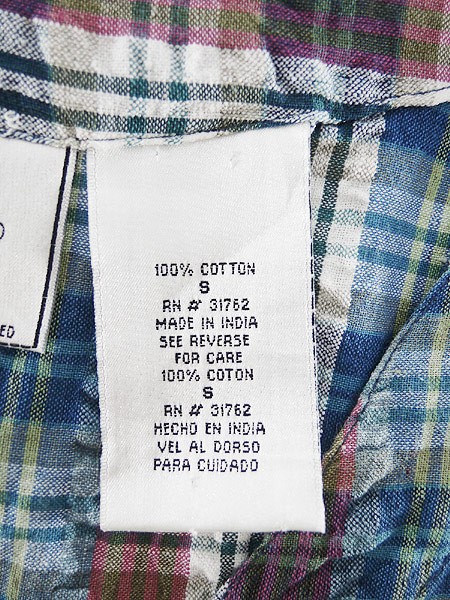 100% COTTON
S
RN # 31762
MADE IN INDIA
SEE REVERSE
FOR CARE
100% COTON
S
RN # 31762
HECHO EN INDIA
VEL AL DORSO
PARA CUIDADO
ED